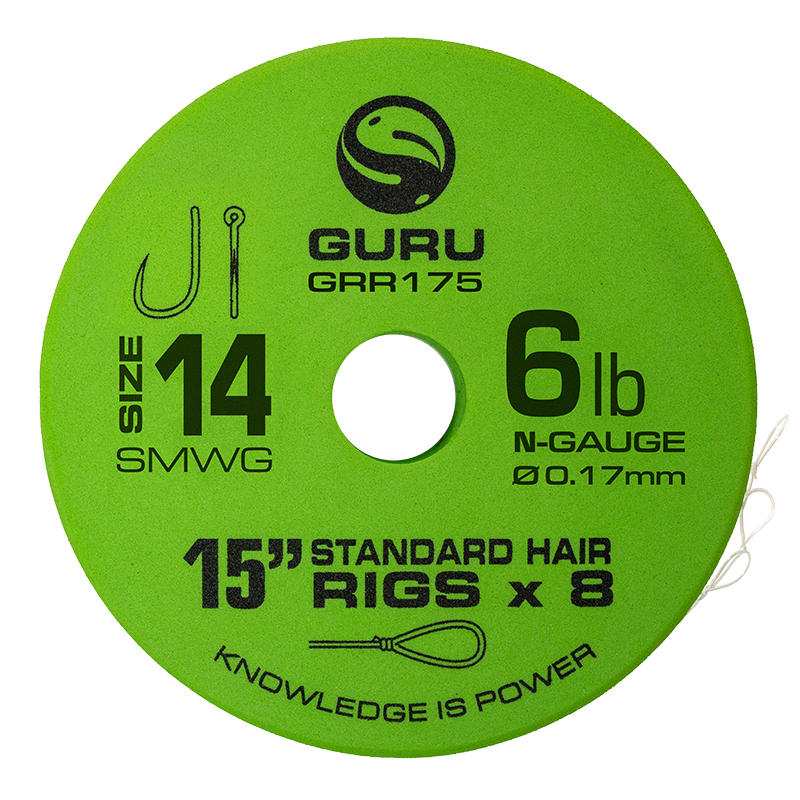 GURU
GRR175
SIZE 14
SMWG
6lb
N-GAUGE
Ø0.17mm
15” STANDARD HAIR
RIGS x 8
KNOWLEDGE IS POWER